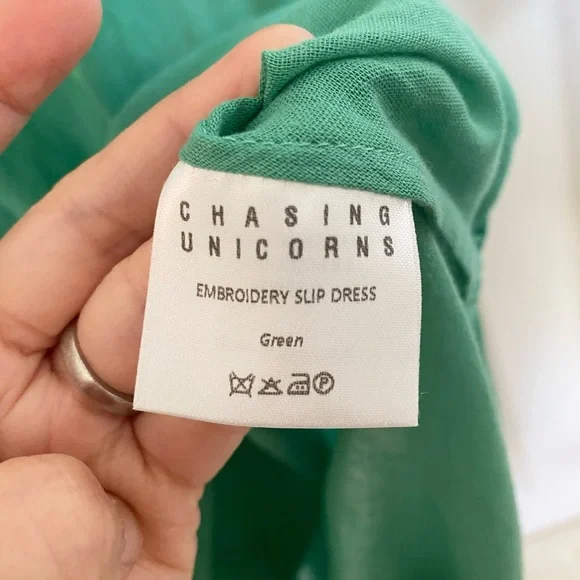 CHASING
UNICORNS
EMBROIDERY SLIP DRESS
Green
P